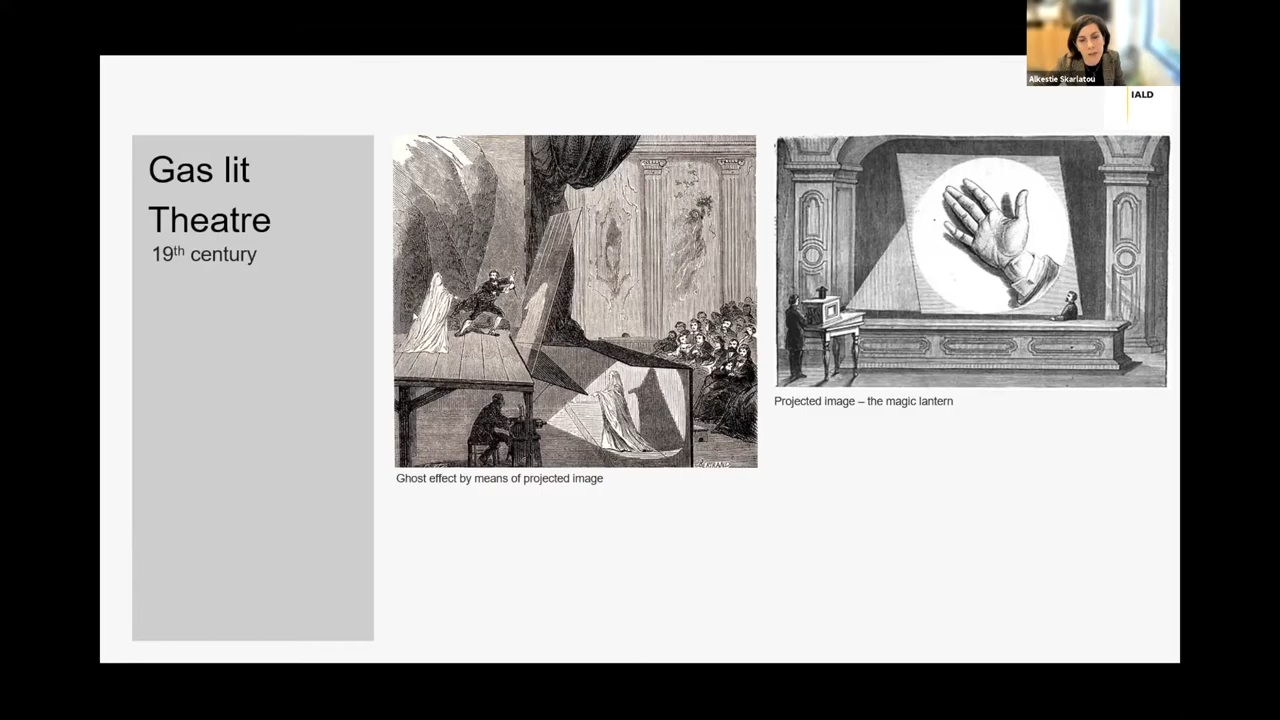 Alkestie Skarlatou
IALD
Gas lit
Theatre
19th century
Projected image – the magic lantern
Ghost effect by means of projected image